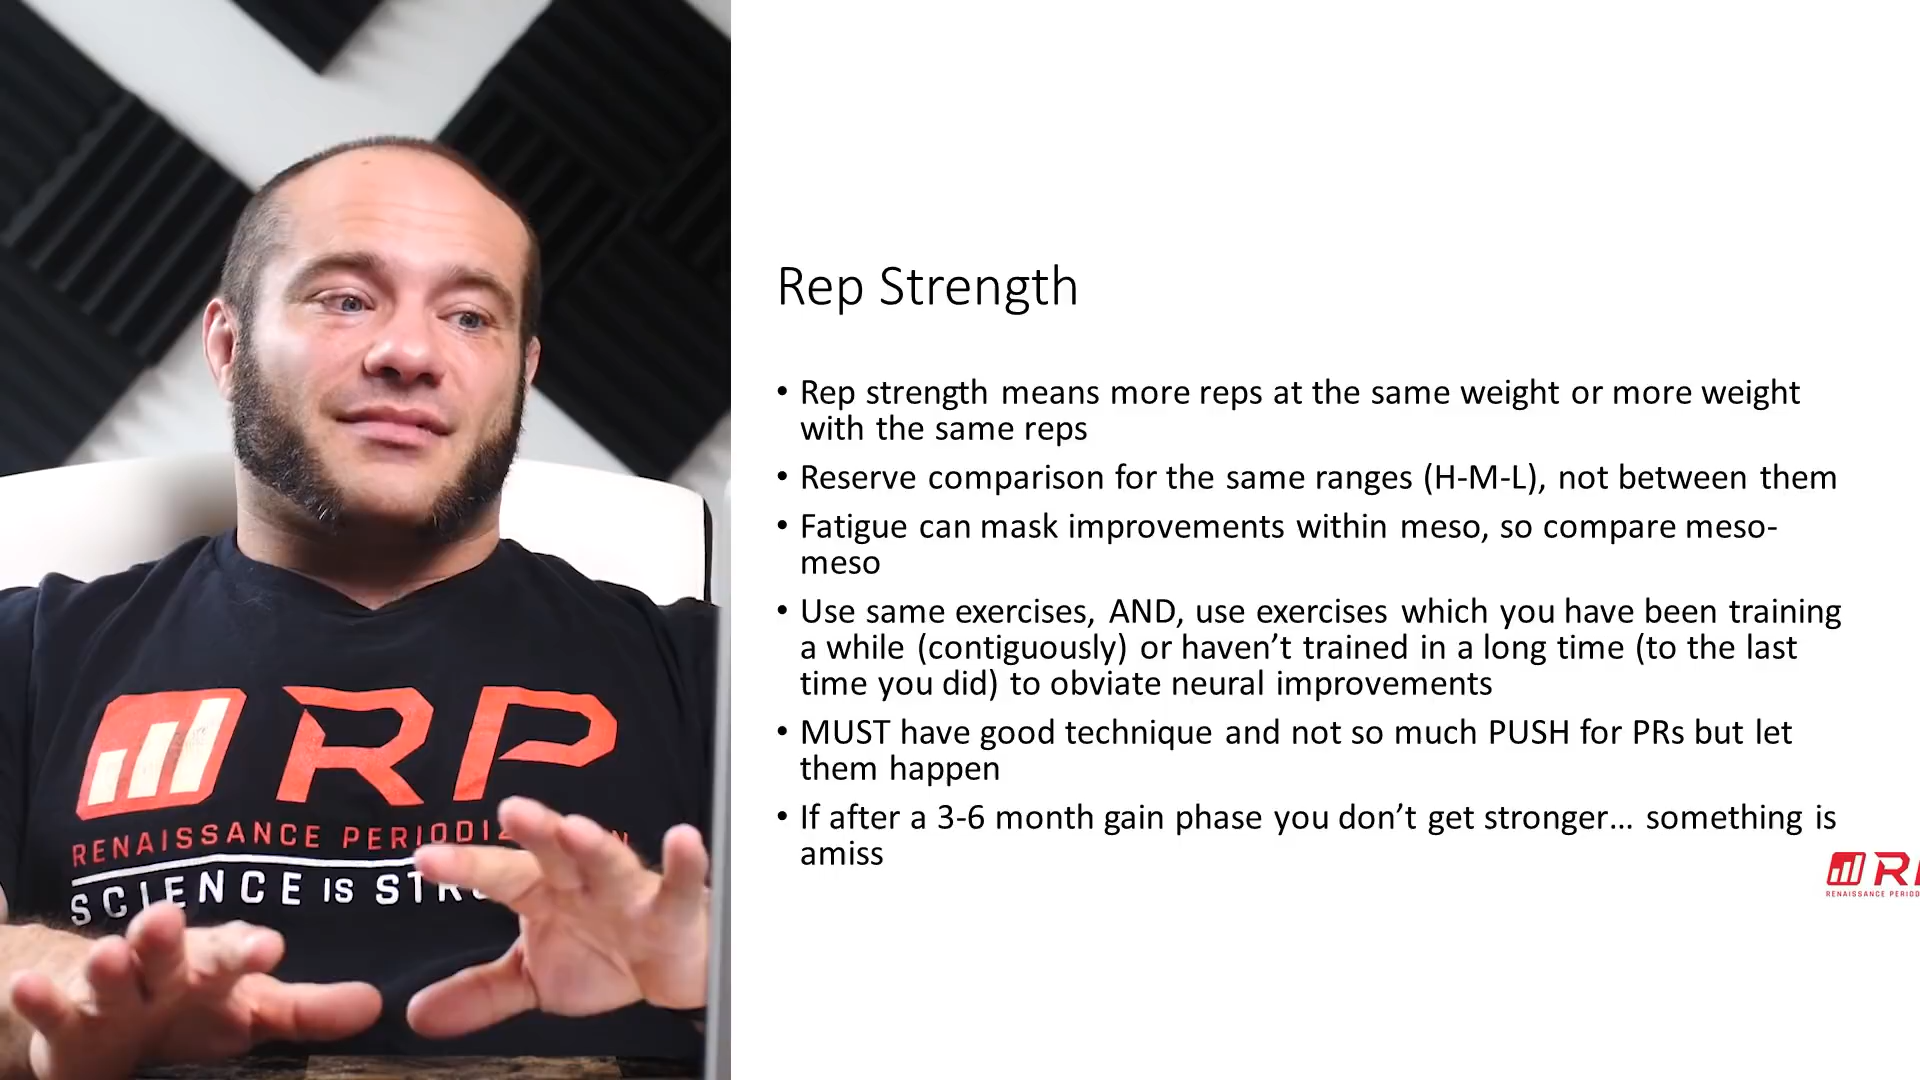 RP
RENAISSANCE
SCIENCE IS
Rep Strength
• Rep strength means more reps at the same weight or more weight
with the same reps
• Reserve comparison for the same ranges (H-M-L), not between them
• Fatigue can mask improvements within meso, so compare meso-
meso
• Use same exercises, AND, use exercises which you have been training
a while (contiguously) or haven’t trained in a long time (to the last
time you did) to obviate neural improvements
• MUST have good technique and not so much PUSH for PRs but let
them happen
• If after a 3-6 month gain phase you don’t get stronger… something is
amiss
RENAISSANCE